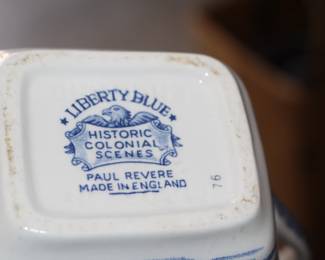 LIBERTY BLUE
HISTORIC
COLONIAL
SCENES
PAUL REVERE
MADE IN ENGLAND
76